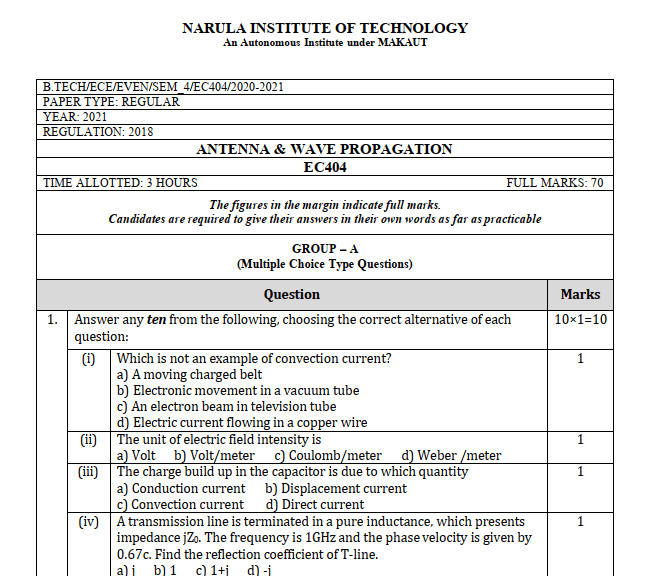 NARULA INSTITUTE OF TECHNOLOGY
An Autonomous Institute under MAKAUT
B.TECH/ECE/EVEN/SEM_4/EC404/2020-2021
PAPER TYPE: REGULAR
YEAR: 2021
REGULATION: 2018
ANTENNA & WAVE PROPAGATION
EC404
TIME ALLOTTED: 3 HOURS FULL MARKS: 70
The figures in the margin indicate full marks.
Candidates are required to give their answers in their own words as far as practicable
GROUP – A
(Multiple Choice Type Questions)
Question Marks
1. Answer any ten from the following, choosing the correct alternative of each 10×1=10
question:
(i) Which is not an example of convection current? 1
a) A moving charged belt
b) Electronic movement in a vacuum tube
c) An electron beam in television tube
d) Electric current flowing in a copper wire
(ii) The unit of electric field intensity is 1
a) Volt b) Volt/meter c) Coulomb/meter d) Weber /meter
(iii) The charge build up in the capacitor is due to which quantity 1
a) Conduction current b) Displacement current
c) Convection current d) Direct current
(iv) A transmission line is terminated in a pure inductance, which presents 1
impedance jZ₀. The frequency is 1GHz and the phase velocity is given by
0.67c. Find the reflection coefficient of T-line.
a) j b) 1 c) 1+j d) -j